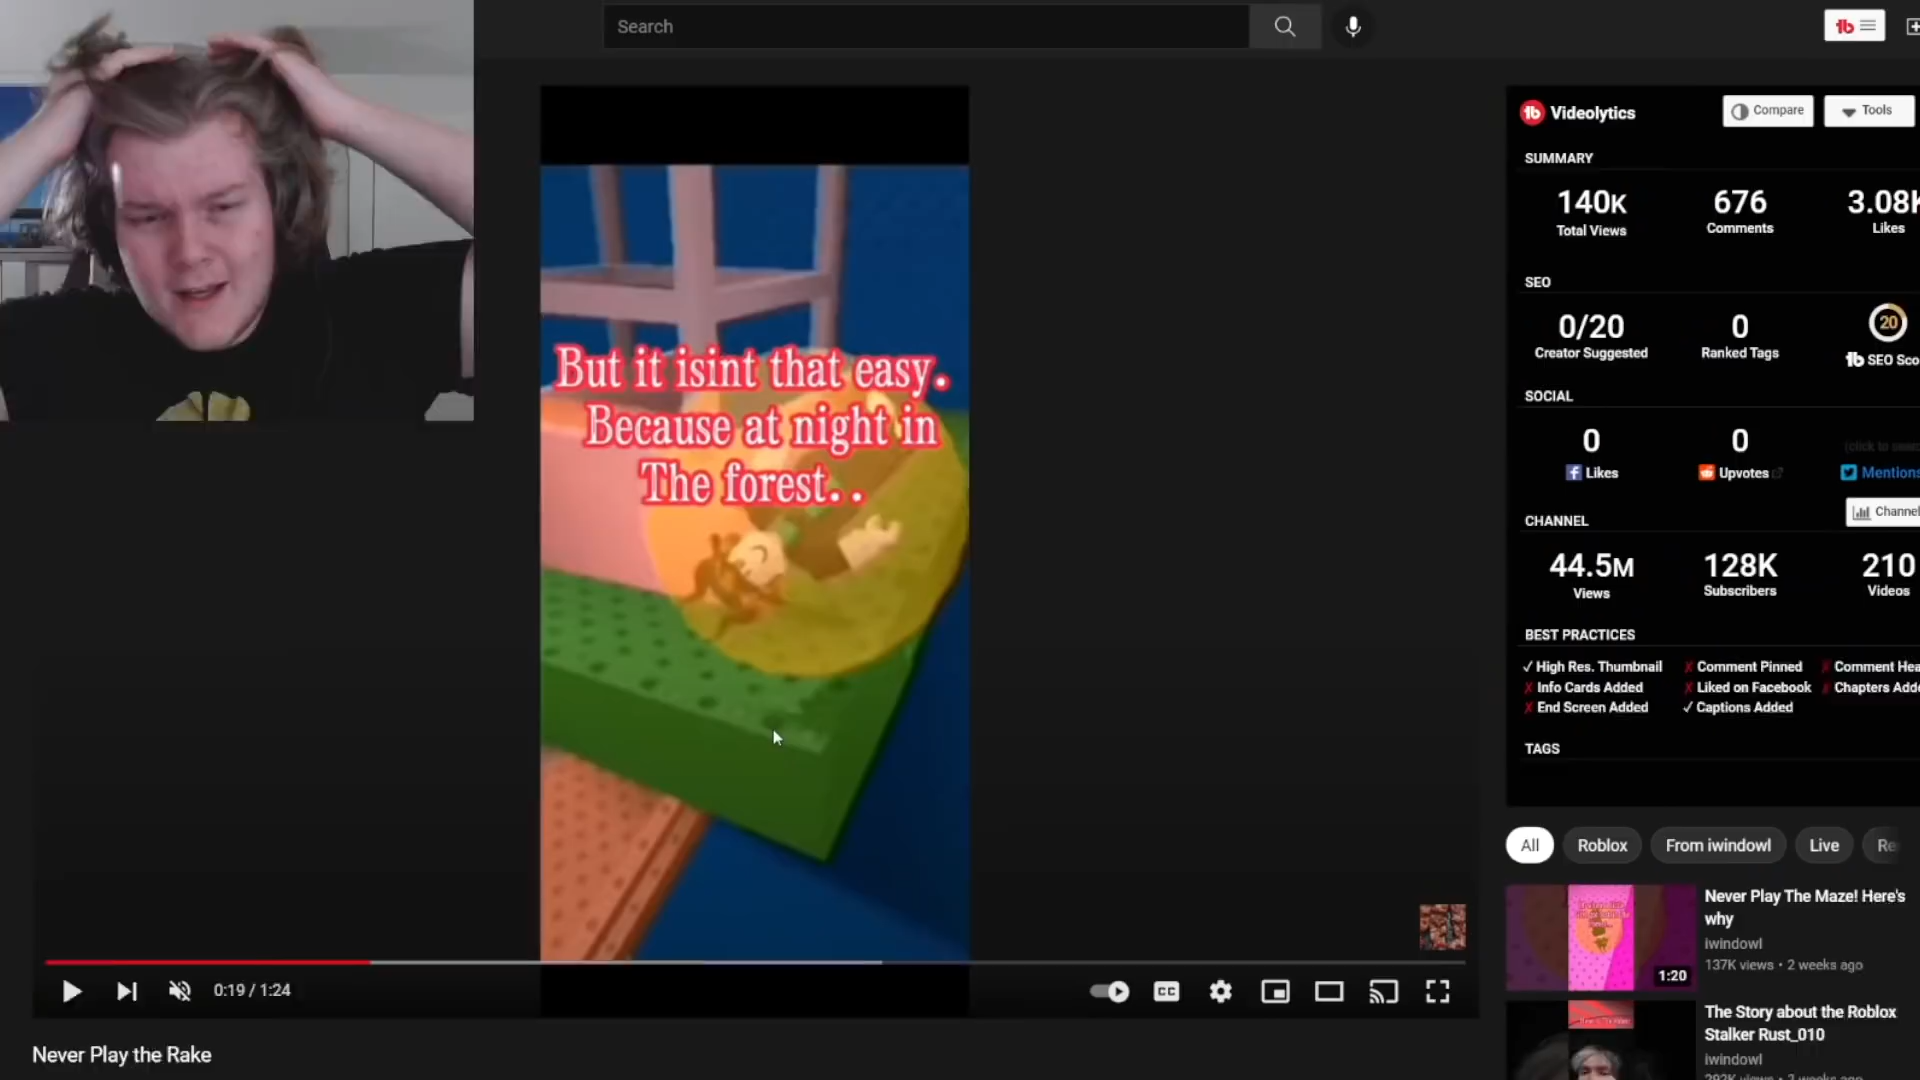 Search
But it isint that easy.
Because at night in
The forest..
0:19 / 1:24
CC
Never Play the Rake
Videolytics
Compare
Tools
SUMMARY
140K
Total Views
676
Comments
3.08K
Likes
SEO
0/20
Creator Suggested
0
Ranked Tags
20
SEO Sco
SOCIAL
0
Likes
0
Upvotes
Mentions
CHANNEL
Channel
44.5M
Views
128K
Subscribers
210
Videos
BEST PRACTICES
✓ High Res. Thumbnail
✗ Comment Pinned
✗ Comment Hea
✗ Info Cards Added
✗ Liked on Facebook
✗ Chapters Adde
✗ End Screen Added
✓ Captions Added
TAGS
All
Roblox
From iwindowl
Live
Re
Never Play The Maze! Here's
why
iwindowl
137K views • 2 weeks ago
1:20
The Story about the Roblox
Stalker Rust_010
iwindowl